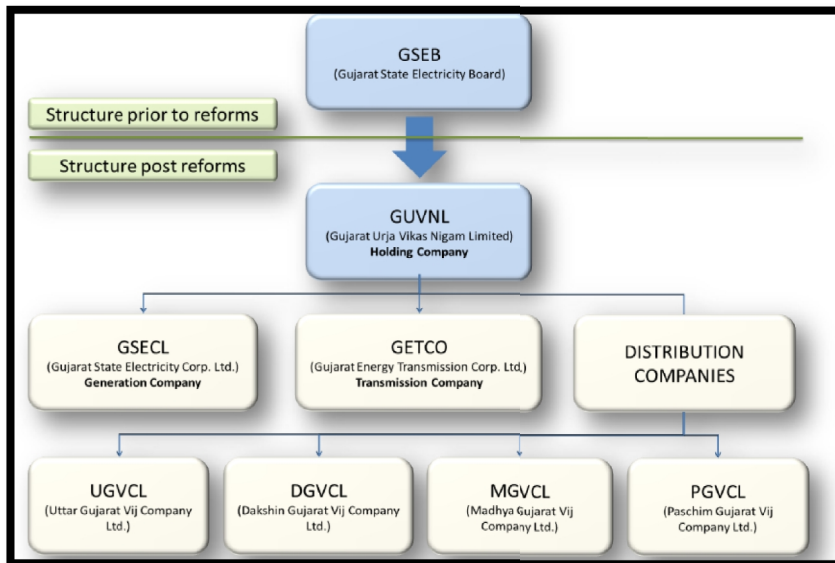 GSEB
(Gujarat State Electricity Board)
Structure prior to reforms
Structure post reforms
GUVNL
(Gujarat Urja Vikas Nigam Limited)
Holding Company
GSECL
(Gujarat State Electricity Corp. Ltd.)
Generation Company
GETCO
(Gujarat Energy Transmission Corp. Ltd,)
Transmission Company
DISTRIBUTION
COMPANIES
UGVCL
(Uttar Gujarat Vij Company
Ltd.)
DGVCL
(Dakshin Gujarat Vij Company
Ltd.)
MGVCL
(Madhya Gujarat Vij
Company Ltd.)
PGVCL
(Paschim Gujarat Vij
Company Ltd.)